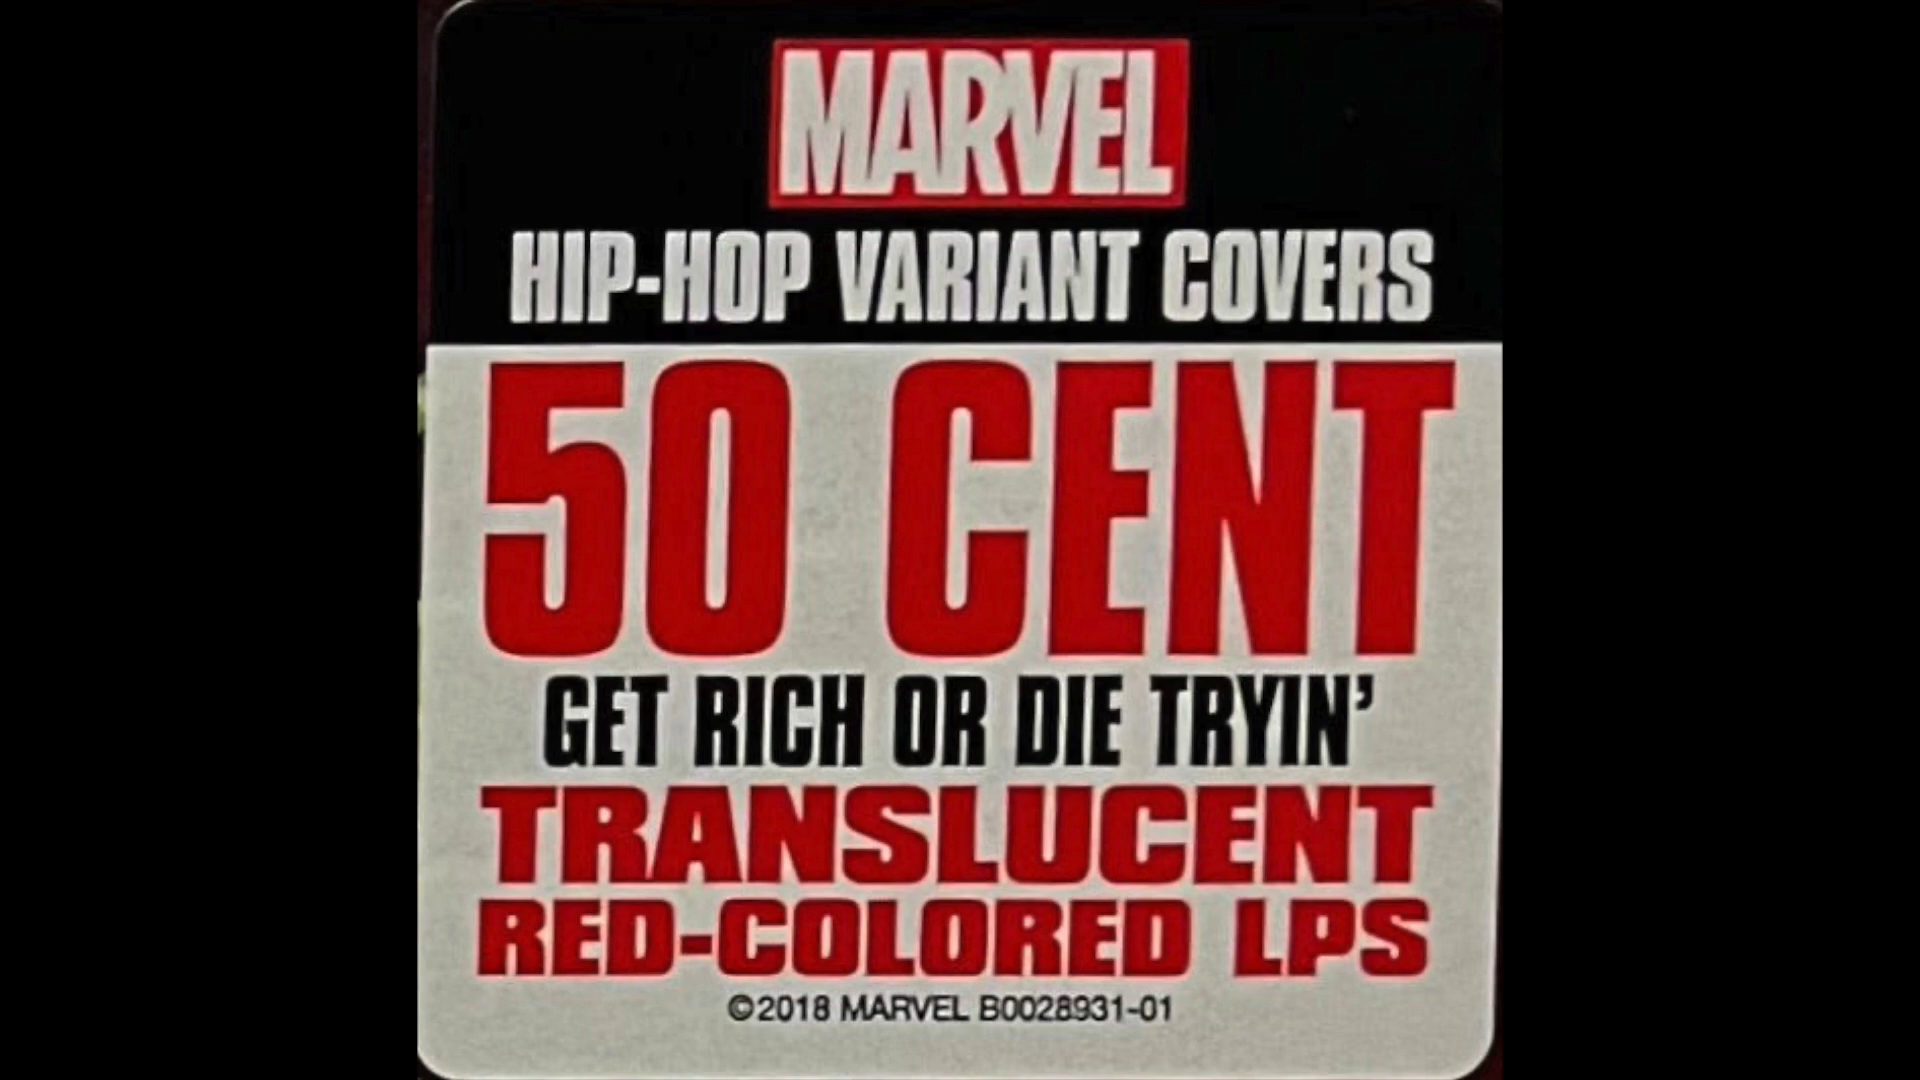 MARVEL
HIP-HOP VARIANT COVERS
50 CENT
GET RICH OR DIE TRYIN’
TRANSLUCENT
RED-COLORED LPS
©2018 MARVEL B0028931-01